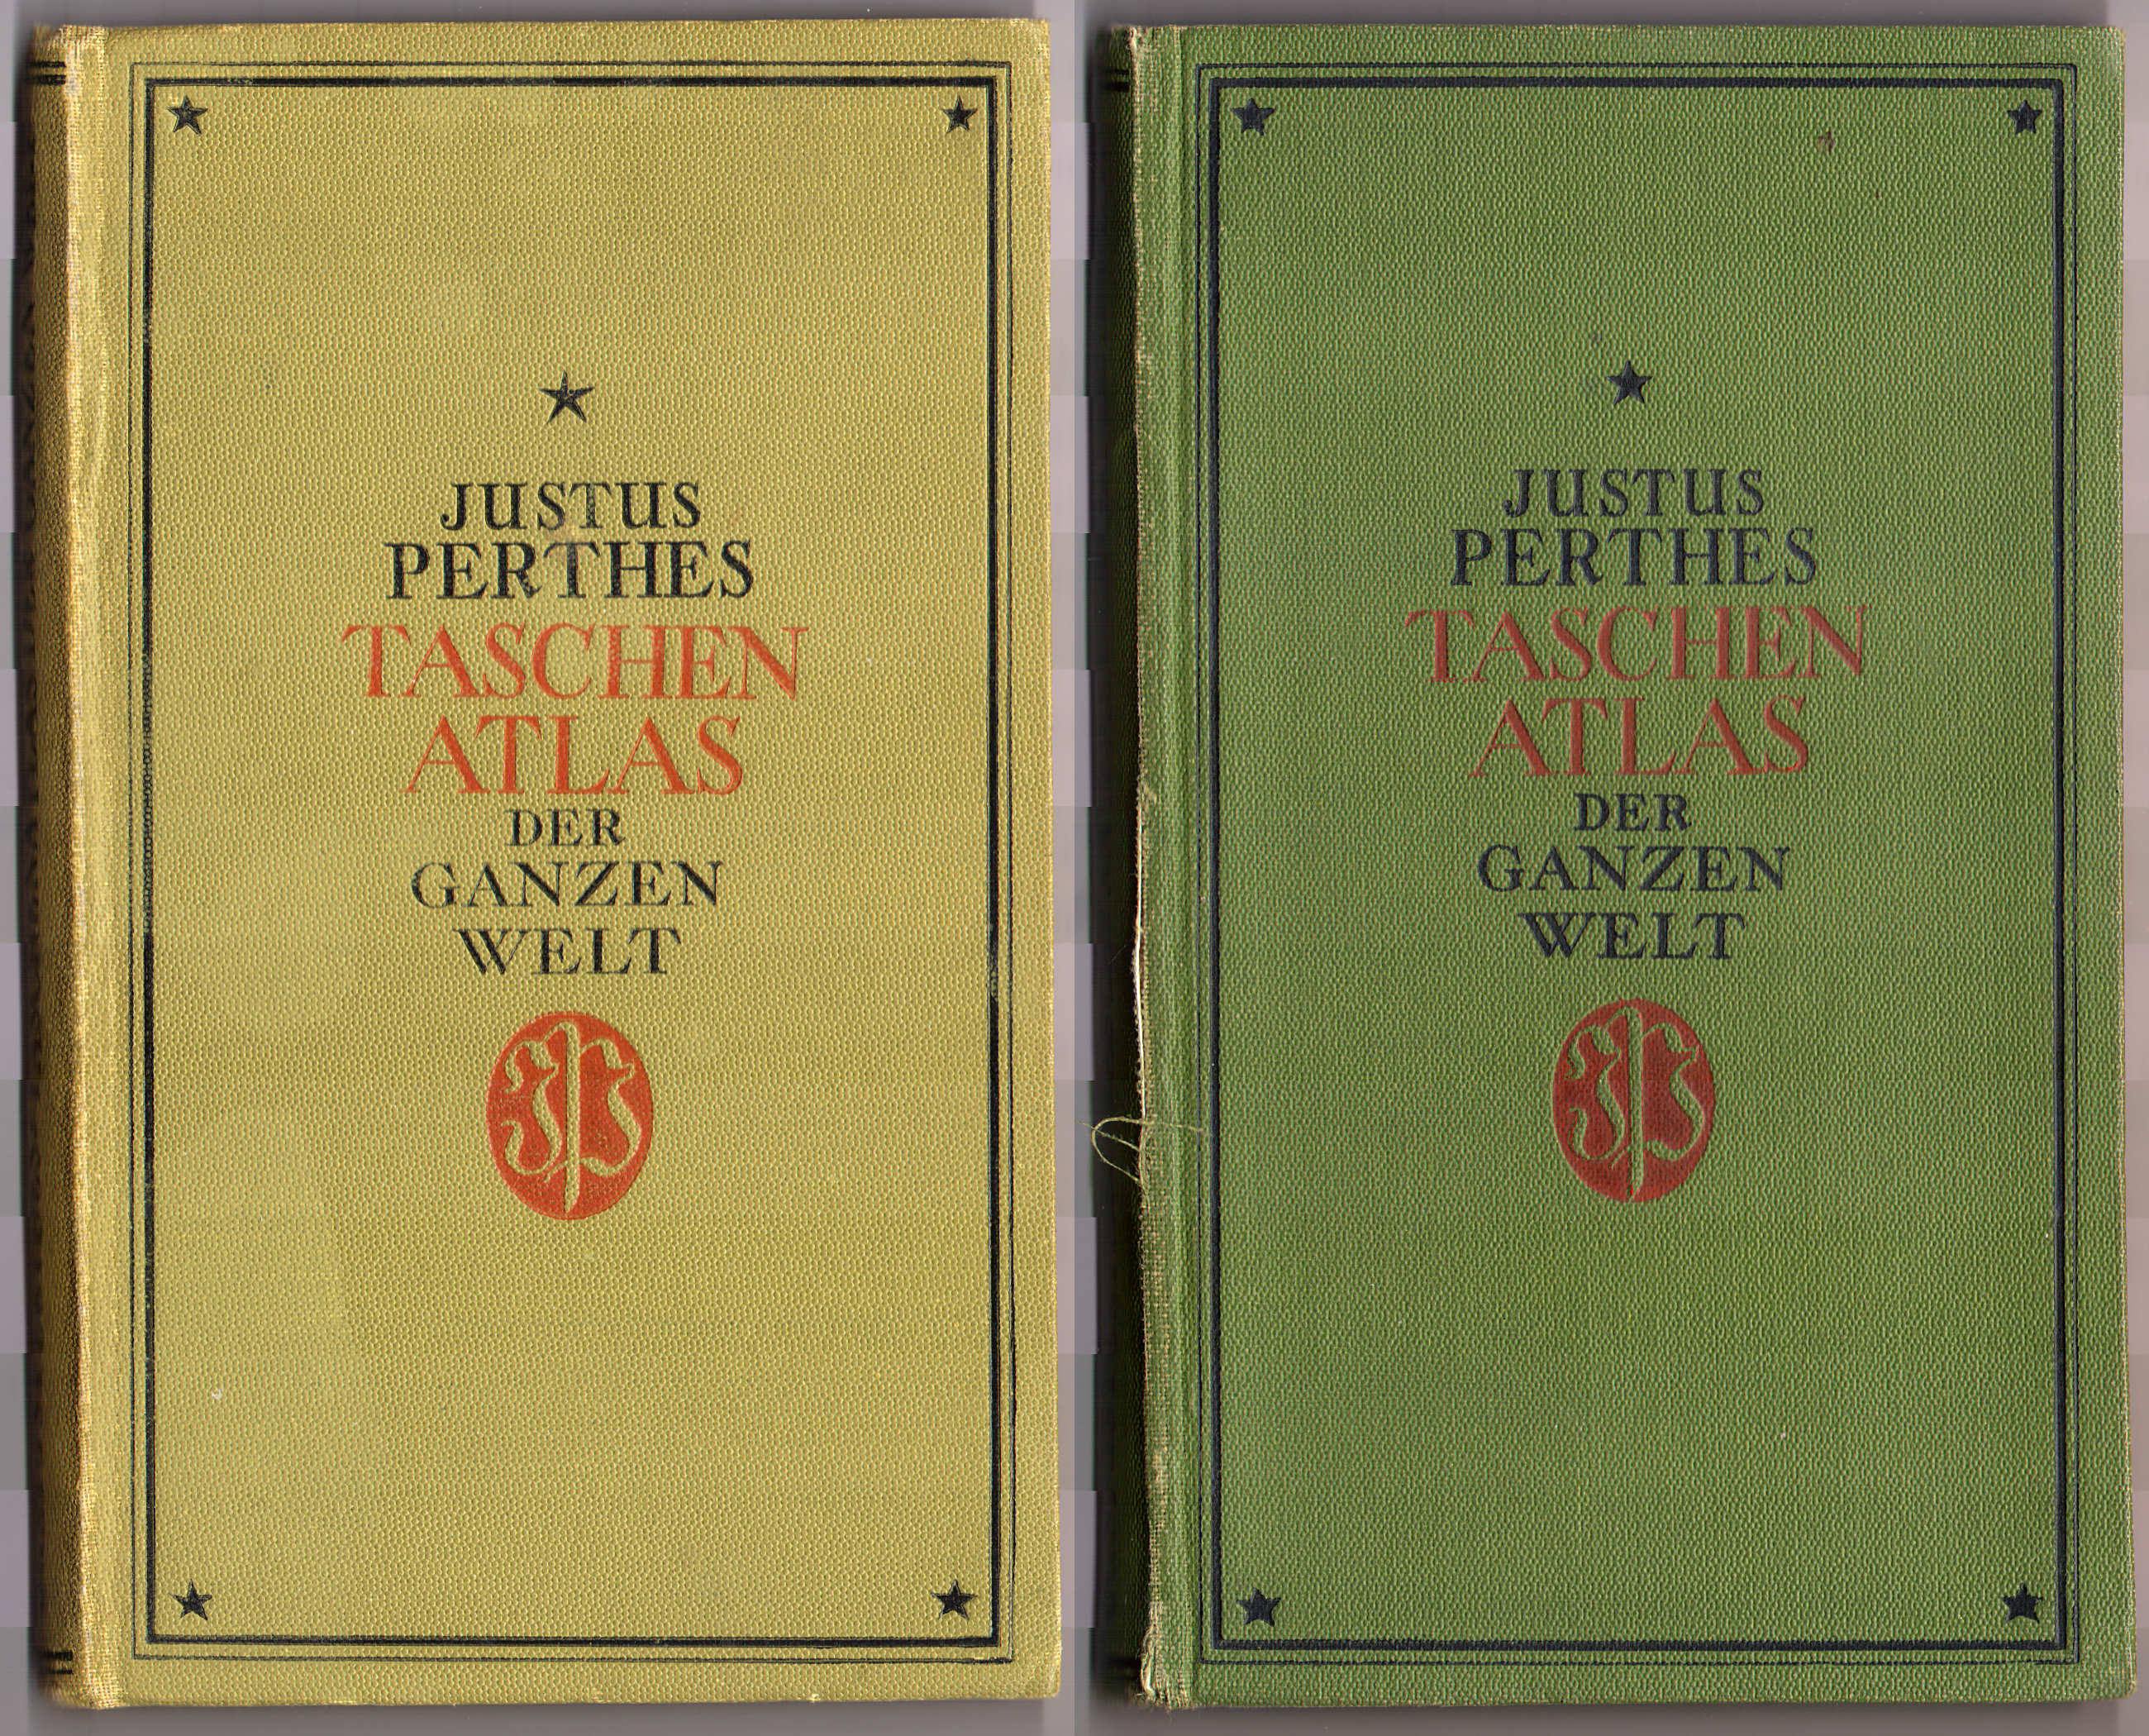 JUSTUS
PERTHES
TASCHEN
ATLAS
DER
GANZEN
WELT
JUSTUS
PERTHES
TASCHEN
ATLAS
DER
GANZEN
WELT